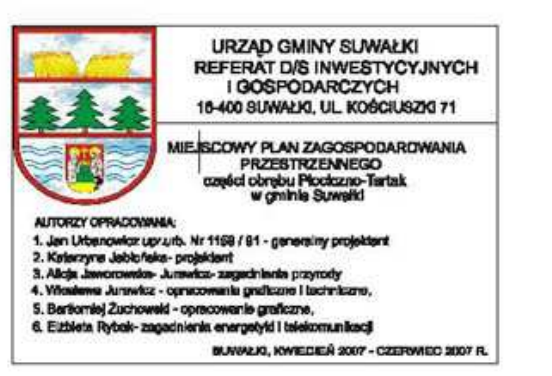 URZĄD GMINY SUWAŁKI
REFERAT D/S INWESTYCYJNYCH
I GOSPODARCZYCH
16-400 SUWAŁKI, UL. KOŚCIUSZKI 71
MIEJSCOWY PLAN ZAGOSPODAROWANIA
PRZESTRZENNEGO
części obrębu Płociczno-Tartak
w gminie Suwałki
AUTORZY OPRACOWANIA:
1. Jan Urbanowicz upr.urb. Nr 1158 / 91 - generalny projektant
2. Katarzyna Jabłońska- projektant
3. Alicja Jaworowska- Jurewicz- zagadnienia przyrody
4. Wiesława Jurewicz - opracowanie graficzne i techniczne,
5. Bartłomiej Żuchowski - opracowanie graficzne,
6. Elżbieta Rybak- zagadnienia energetyki i telekomunikacji
SUWAŁKI, KWIECIEŃ 2007 - CZERWIEC 2007 R.